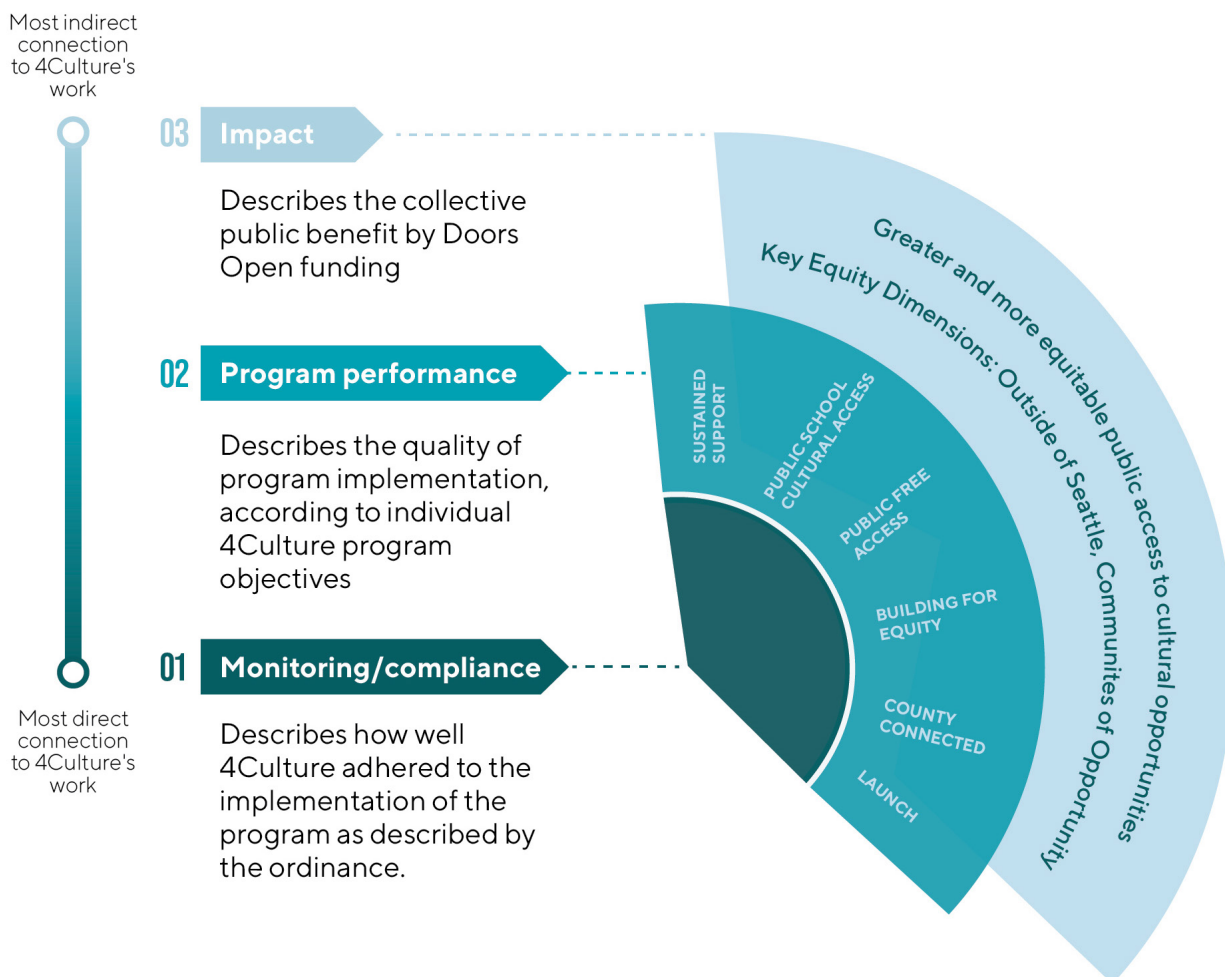 Most indirect
connection
to 4Culture's
work
03 Impact
Describes the collective
public benefit by Doors
Open funding
02 Program performance
Describes the quality of
program implementation,
according to individual
4Culture program
objectives
01 Monitoring/compliance
Describes how well
4Culture adhered to the
implementation of the
program as described by
the ordinance.
Most direct
connection
to 4Culture's
work
Greater and more equitable public access to cultural opportunities
Key Equity Dimensions: Outside of Seattle, Communites of Opportunity
SUSTAINED
SUPPORT
PUBLIC SCHOOL
CULTURAL ACCESS
PUBLIC FREE
ACCESS
BUILDING FOR
EQUITY
COUNTY
CONNECTED
LAUNCH